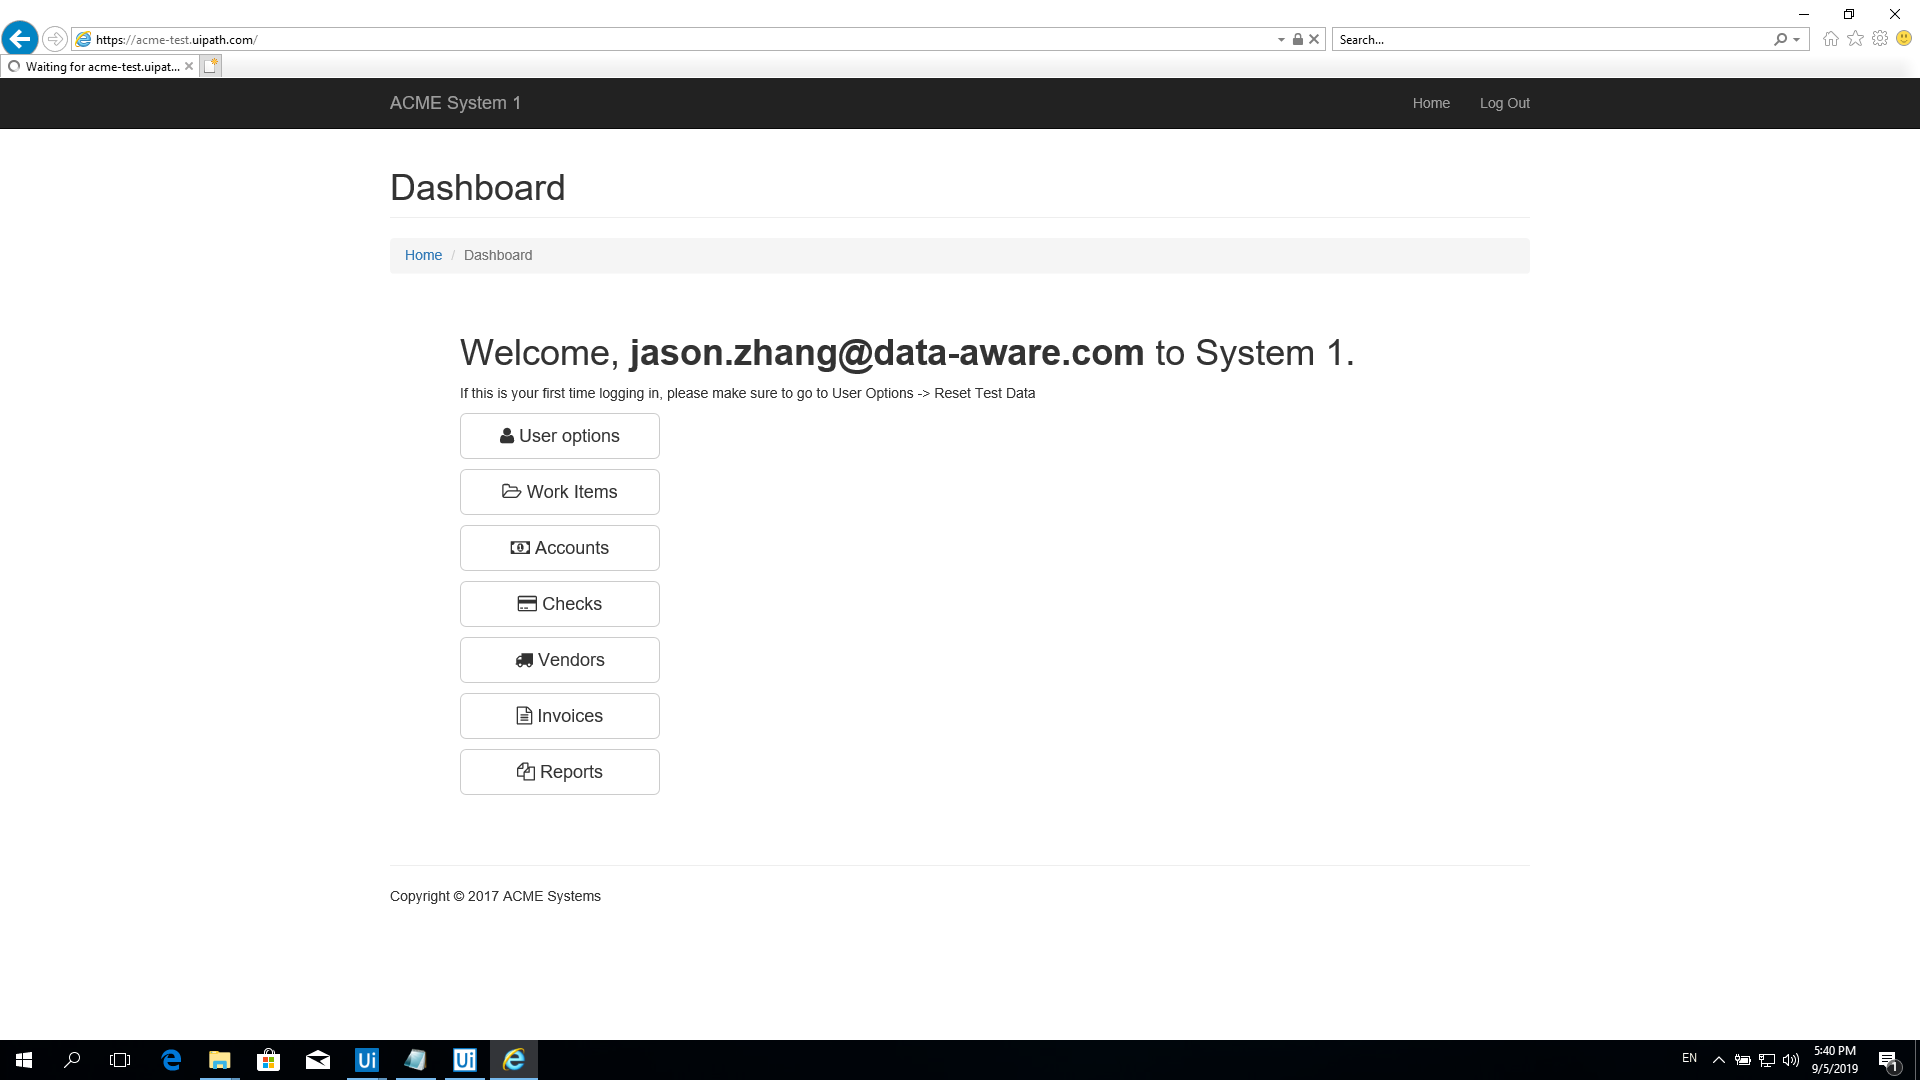 https://acme-test.uipath.com/
Search...
Waiting for acme-test.uipat...
ACME System 1
Home
Log Out
Dashboard
Home / Dashboard
Welcome, jason.zhang@data-aware.com to System 1.
If this is your first time logging in, please make sure to go to User Options -> Reset Test Data
User options
Work Items
Accounts
Checks
Vendors
Invoices
Reports
Copyright © 2017 ACME Systems
Ui
Ui
EN
5:40 PM
9/5/2019
1